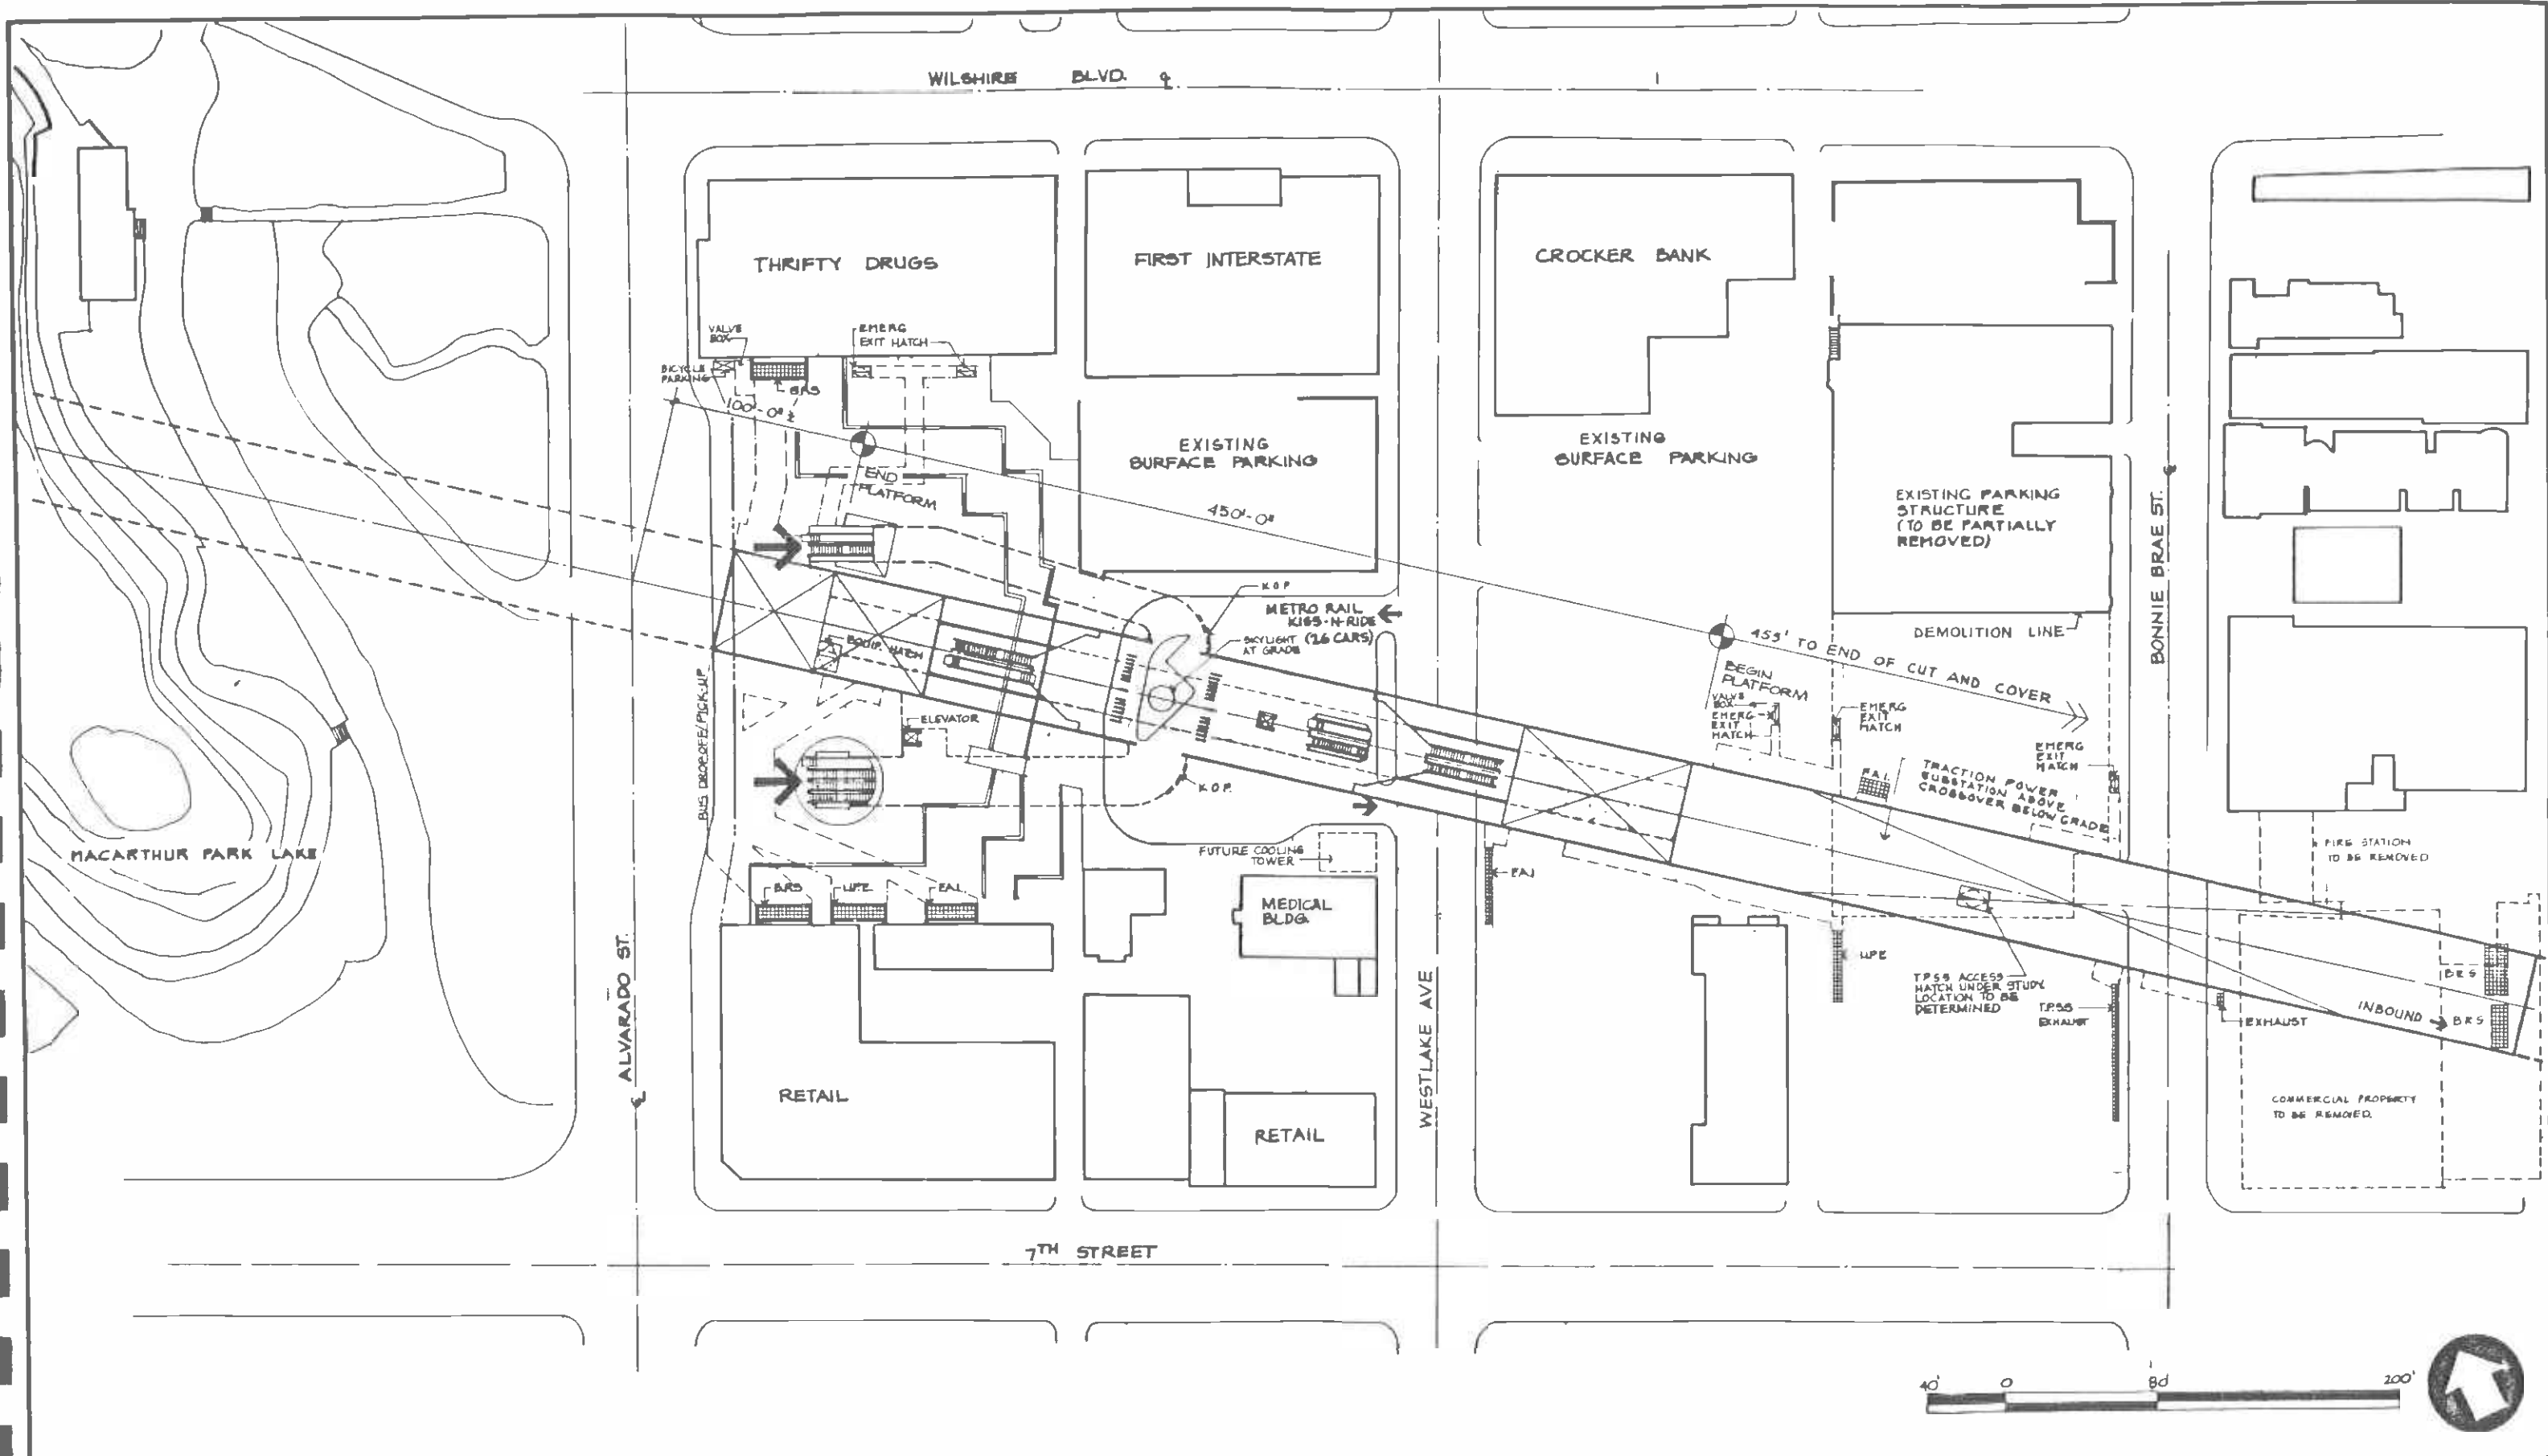 WILSHIRE BLVD. ℄
THRIFTY DRUGS
FIRST INTERSTATE
CROCKER BANK
VALVE
BOX
EMERG
EXIT HATCH
BICYCLE
PARKING
BRS
100'-0" ±
END
PLATFORM
EXISTING
SURFACE PARKING
EXISTING
SURFACE PARKING
450'-0"
EXISTING PARKING
STRUCTURE
(TO BE PARTIALLY
REMOVED)
BONNIE BRAE ST.
K.O.P.
METRO RAIL
KISS-N-RIDE
(26 CARS)
SKYLIGHT
AT GRADE
EQUIP. HATCH
DEMOLITION LINE
455' TO END OF CUT AND COVER
BEGIN
PLATFORM
VALVE
BOX
EMERG
EXIT
HATCH
EMERG
EXIT
HATCH
EMERG
EXIT
HATCH
BUS DROP-OFF/PICK-UP
ELEVATOR
K.O.P.
F.A.I.
TRACTION POWER
SUBSTATION ABOVE
CROSSOVER BELOW GRADE
MACARTHUR PARK LAKE
FUTURE COOLING
TOWER
FIRE STATION
TO BE REMOVED
BRS
UPE
FAI
FAI
MEDICAL
BLDG.
ALVARADO ST.
℄
WESTLAKE AVE
UPE
T.P.S.S. ACCESS
HATCH UNDER STUDY
LOCATION TO BE
DETERMINED
T.P.S.S
EXHAUST
EXHAUST
BRS
INBOUND
BRS
RETAIL
RETAIL
COMMERCIAL PROPERTY
TO BE REMOVED.
7TH STREET
40' 0 80 200'